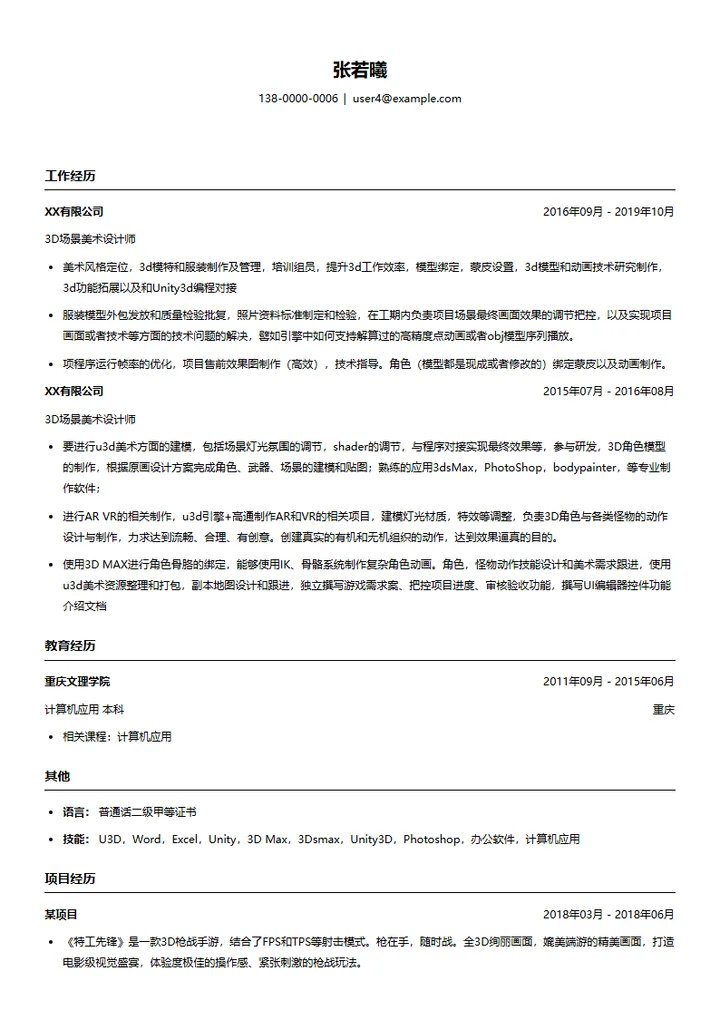 张若曦
138-0000-0006 | user4@example.com
工作经历
XX有限公司 2016年09月 - 2019年10月
3D场景美术设计师
• 美术风格定位，3d模特和服装制作及管理，培训组员，提升3d工作效率，模型绑定，蒙皮设置，3d模型和动画技术研究制作，
3d功能拓展以及和Unity3d编程对接
• 服装模型外包发放和质量检验批复，照片资料标准制定和检验，在工期内负责项目场景最终画面效果的调节把控，以及实现项目
画面或者技术等方面的技术问题的解决，譬如引擎中如何支持解算过的高精度点动画或者obj模型序列播放。
• 项程序运行帧率的优化，项目售前效果图制作（高效），技术指导。角色（模型都是现成或者修改的）绑定蒙皮以及动画制作。
XX有限公司 2015年07月 - 2016年08月
3D场景美术设计师
• 要进行u3d美术方面的建模，包括场景灯光氛围的调节，shader的调节，与程序对接实现最终效果等，参与研发，3D角色模型
的制作，根据原画设计方案完成角色、武器、场景的建模和贴图；熟练的应用3dsMax，PhotoShop，bodypainter，等专业制
作软件；
• 进行AR VR的相关制作，u3d引擎+高通制作AR和VR的相关项目，建模灯光材质，特效等调整，负责3D角色与各类怪物的动作
设计与制作，力求达到流畅、合理、有创意。创建真实的有机和无机组织的动作，达到效果逼真的目的。
• 使用3D MAX进行角色骨胳的绑定，能够使用IK、骨骼系统制作复杂角色动画。角色，怪物动作技能设计和美术需求跟进，使用
u3d美术资源整理和打包，副本地图设计和跟进，独立撰写游戏需求案、把控项目进度、审核验收功能，撰写UI编辑器控件功能
介绍文档
教育经历
重庆文理学院 2011年09月 - 2015年06月
计算机应用 本科 重庆
• 相关课程：计算机应用
其他
• 语言： 普通话二级甲等证书
• 技能： U3D，Word，Excel，Unity，3D Max，3Dsmax，Unity3D，Photoshop，办公软件，计算机应用
项目经历
某项目 2018年03月 - 2018年06月
• 《特工先锋》是一款3D枪战手游，结合了FPS和TPS等射击模式。枪在手，随时战。全3D绚丽画面，媲美端游的精美画面，打造
电影级视觉盛宴，体验度极佳的操作感、紧张刺激的枪战玩法。